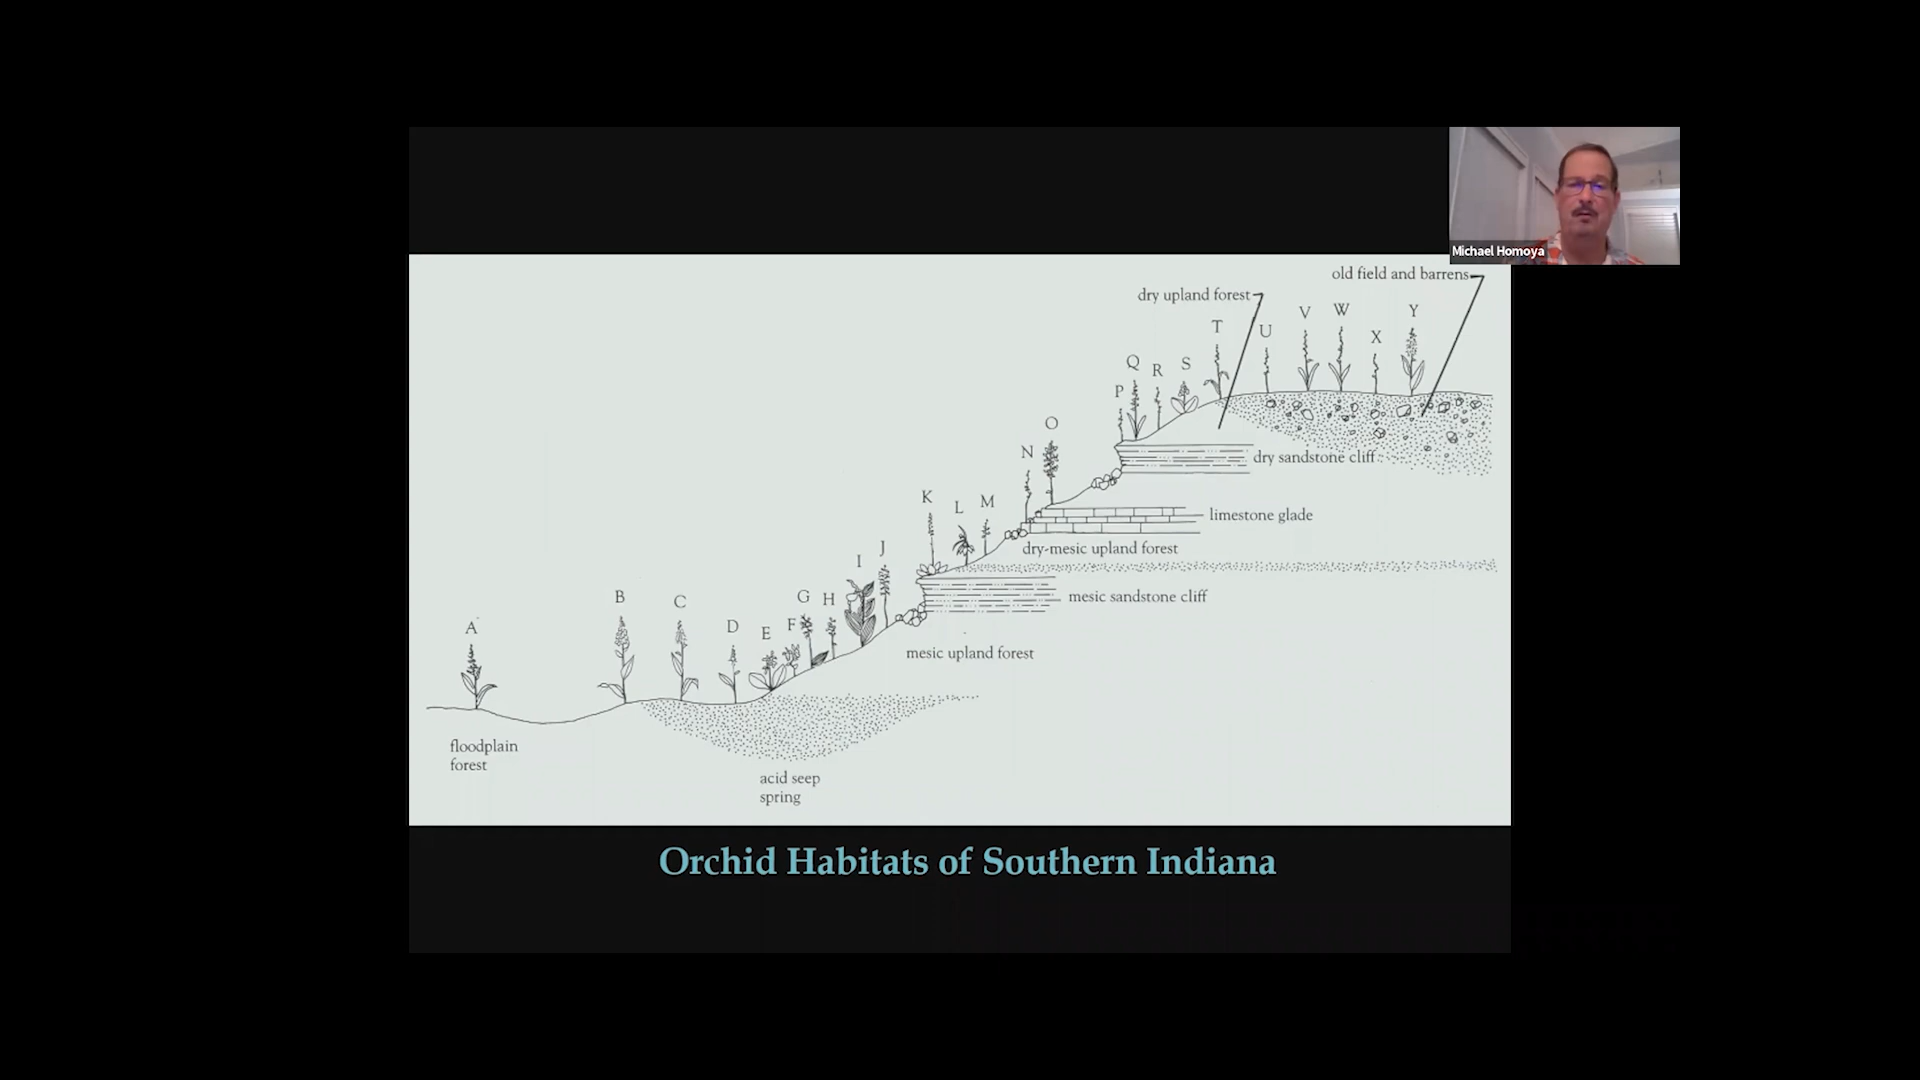 Michael Homoya
old field and barrens
dry upland forest
A
B
C
D
E
F
G
H
I
J
K
L
M
N
O
P
Q
R
S
T
U
V
W
X
Y
dry sandstone cliff
limestone glade
dry-mesic upland forest
mesic sandstone cliff
mesic upland forest
floodplain
forest
acid seep
spring
Orchid Habitats of Southern Indiana